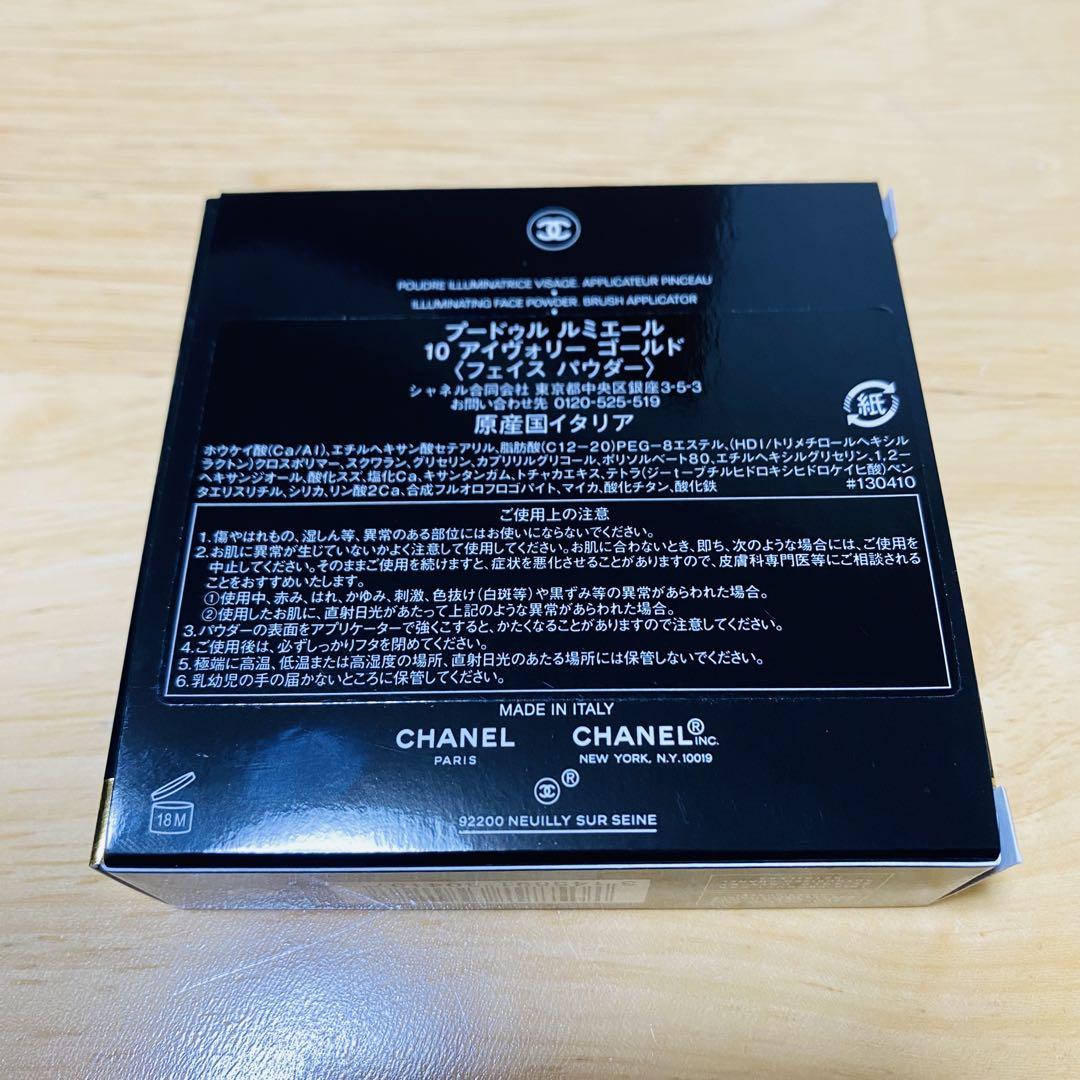 POUDRE ILLUMINATRICE VISAGE. APPLICATEUR PINCEAU
ILLUMINATING FACE POWDER. BRUSH APPLICATOR
プードゥル ルミエール
10 アイヴォリー ゴールド
〈フェイス パウダー〉
シャネル合同会社 東京都中央区銀座3-5-3
お問い合わせ先 0120-525-519
紙
原産国イタリア
ホウケイ酸(Ca/Al),エチルヘキサン酸セテアリル,脂肪酸(C12-20)PEG-8エステル,(HDI/トリメチロールヘキシル
ラクトン)クロスポリマー,スクワラン,グリセリン,カプリリルグリコール,ポリソルベート80,エチルヘキシルグリセリン,1,2-
ヘキサンジオール,酸化スズ,塩化Ca,キサンタンガム,トチャカエキス,テトラ(ジ-t-ブチルヒドロキシヒドロケイヒ酸)ペン
タエリスリチル,シリカ,リン酸2Ca,合成フルオロフロゴパイト,マイカ,酸化チタン,酸化鉄 #130410
ご使用上の注意
1.傷やはれもの、湿しん等、異常のある部位にはお使いにならないでください。
2.お肌に異常が生じていないかよく注意して使用してください。お肌に合わないとき、即ち、次のような場合には、ご使用を
中止してください。そのままご使用を続けますと、症状を悪化させることがありますので、皮膚科専門医等にご相談される
ことをおすすめいたします。
①使用中、赤み、はれ、かゆみ、刺激、色抜け(白斑等)や黒ずみ等の異常があらわれた場合。
②使用したお肌に、直射日光があたって上記のような異常があらわれた場合。
3.パウダーの表面をアプリケーターで強くこすると、かたくなることがありますので注意してください。
4.ご使用後は、必ずしっかりフタを閉めてください。
5.極端に高温、低温または高湿度の場所、直射日光のあたる場所には保管しないでください。
6.乳幼児の手の届かないところに保管してください。
MADE IN ITALY
CHANEL CHANEL® INC.
PARIS NEW YORK, N.Y. 10019
®
18M
92200 NEUILLY SUR SEINE